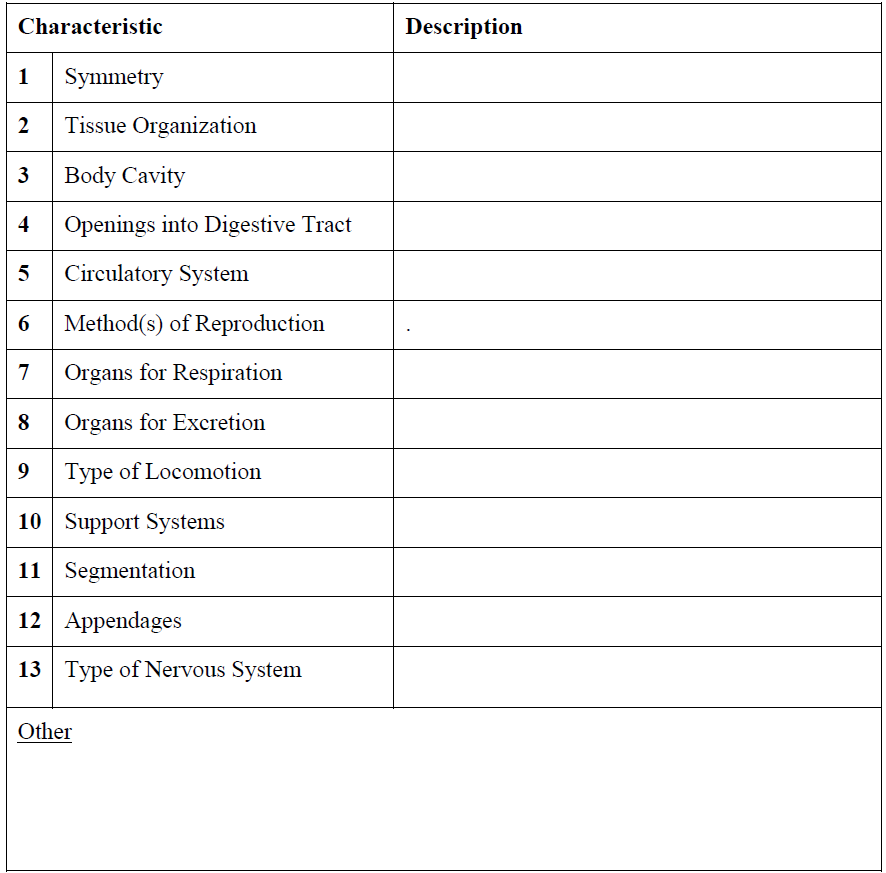 Characteristic Description
1 Symmetry
2 Tissue Organization
3 Body Cavity
4 Openings into Digestive Tract
5 Circulatory System
6 Method(s) of Reproduction .
7 Organs for Respiration
8 Organs for Excretion
9 Type of Locomotion
10 Support Systems
11 Segmentation
12 Appendages
13 Type of Nervous System
Other